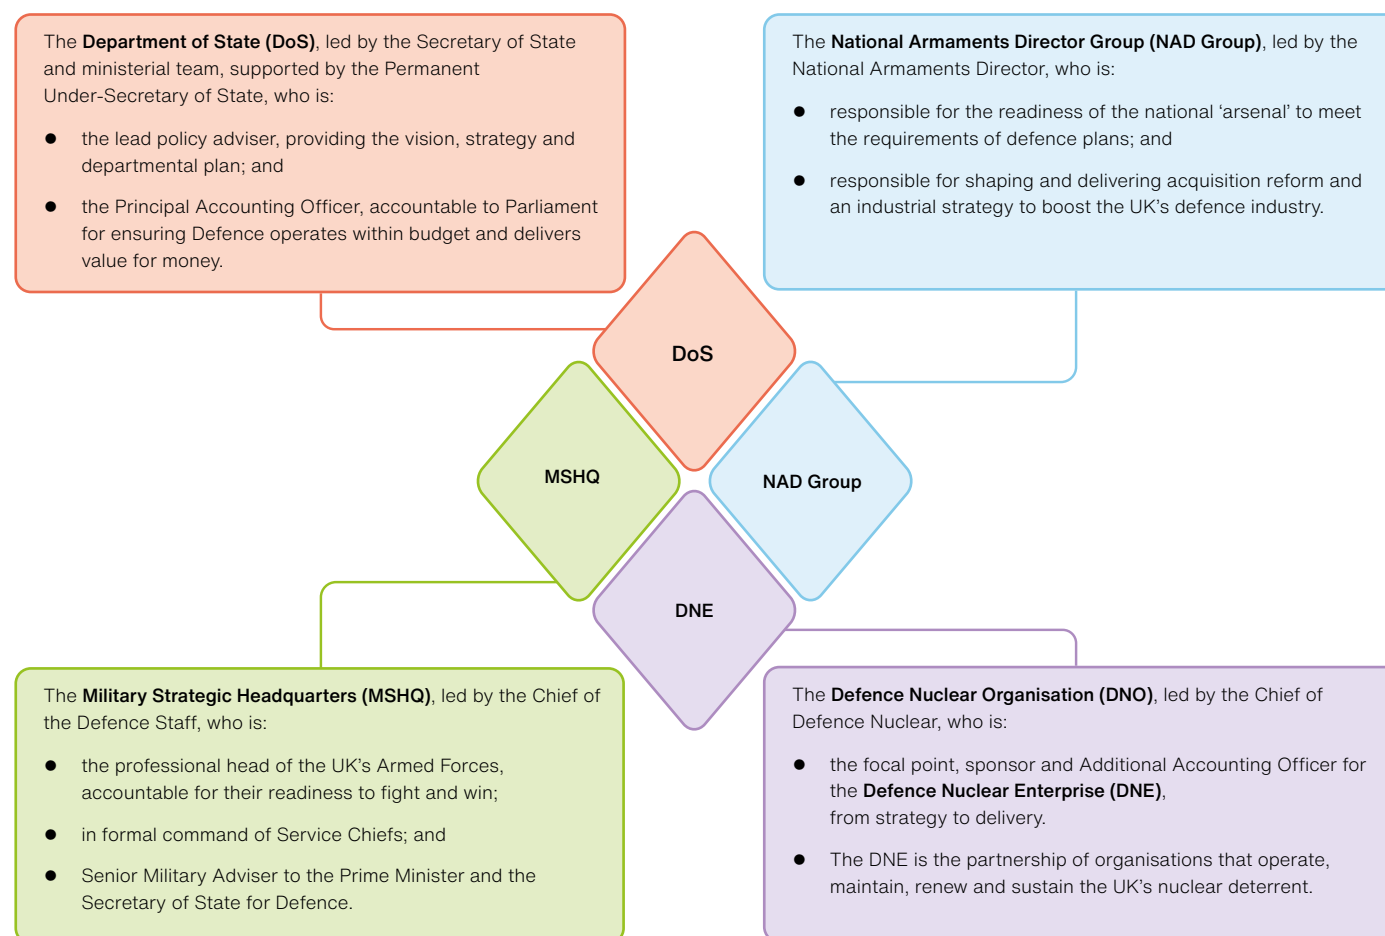 The Department of State (DoS), led by the Secretary of State
and ministerial team, supported by the Permanent
Under-Secretary of State, who is:
● the lead policy adviser, providing the vision, strategy and
departmental plan; and
● the Principal Accounting Officer, accountable to Parliament
for ensuring Defence operates within budget and delivers
value for money.
The National Armaments Director Group (NAD Group), led by the
National Armaments Director, who is:
● responsible for the readiness of the national ‘arsenal’ to meet
the requirements of defence plans; and
● responsible for shaping and delivering acquisition reform and
an industrial strategy to boost the UK’s defence industry.
DoS
MSHQ
NAD Group
DNE
The Military Strategic Headquarters (MSHQ), led by the Chief of
the Defence Staff, who is:
● the professional head of the UK’s Armed Forces,
accountable for their readiness to fight and win;
● in formal command of Service Chiefs; and
● Senior Military Adviser to the Prime Minister and the
Secretary of State for Defence.
The Defence Nuclear Organisation (DNO), led by the Chief of
Defence Nuclear, who is:
● the focal point, sponsor and Additional Accounting Officer for
the Defence Nuclear Enterprise (DNE),
from strategy to delivery.
● The DNE is the partnership of organisations that operate,
maintain, renew and sustain the UK’s nuclear deterrent.